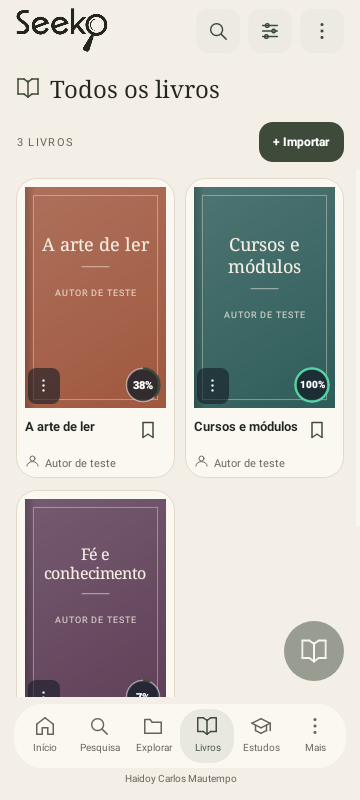 Seeko
Todos os livros
3 LIVROS
+ Importar
A arte de ler
AUTOR DE TESTE
38%
A arte de ler
Autor de teste
Cursos e
módulos
AUTOR DE TESTE
100%
Cursos e módulos
Autor de teste
Fé e
conhecimento
AUTOR DE TESTE
7%
Início
Pesquisa
Explorar
Livros
Estudos
Mais
Haidoy Carlos Mautempo